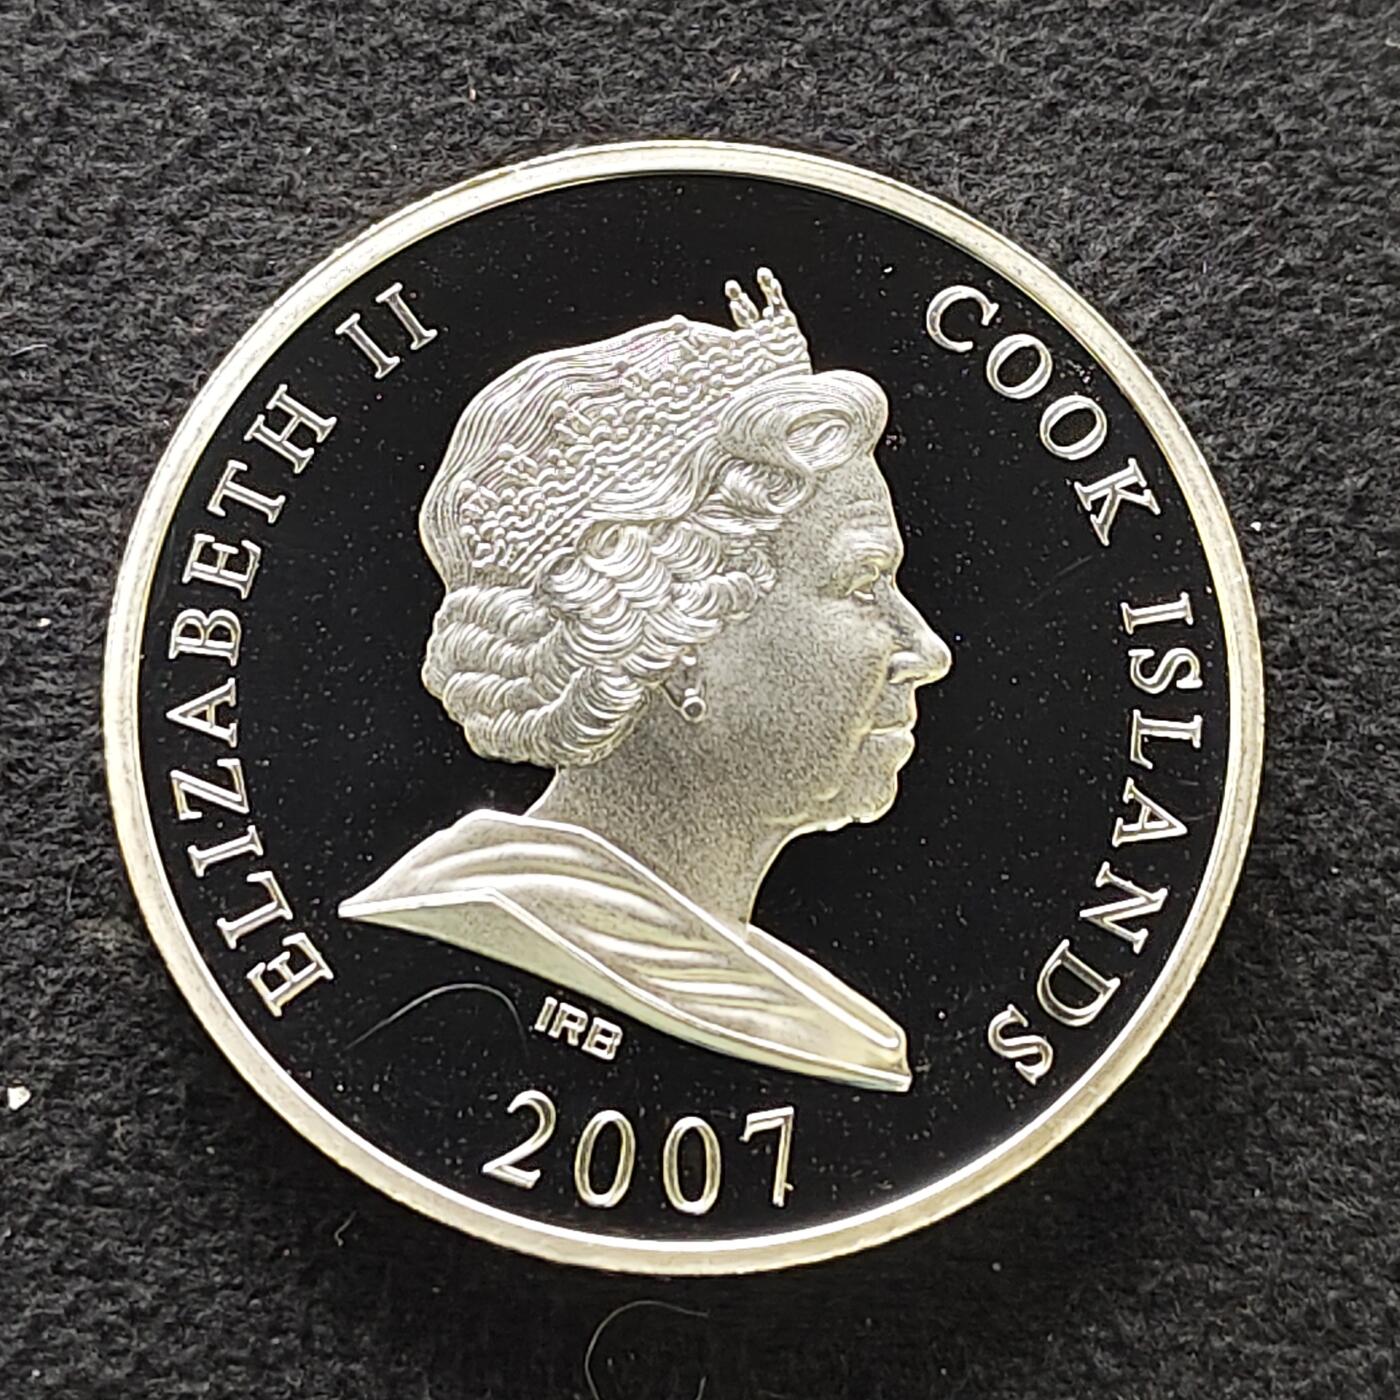 ELIZABETH II
COOK ISLANDS
IRB
2007